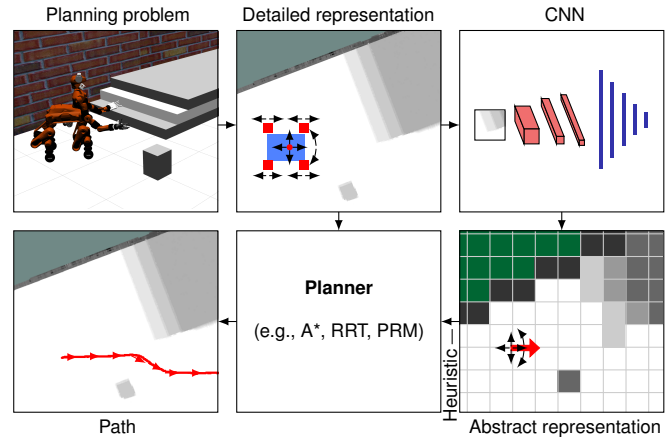 Planning problem
Detailed representation
CNN
Planner
(e.g., A*, RRT, PRM)
Heuristic
Path
Abstract representation